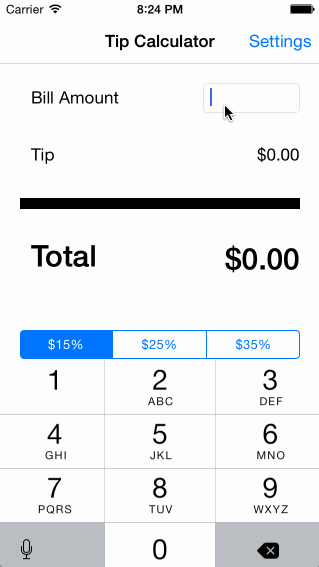 Carrier 8:24 PM
Tip Calculator Settings
Bill Amount
Tip $0.00
Total $0.00
$15% $25% $35%
1 2 3
ABC DEF
4 5 6
GHI JKL MNO
7 8 9
PQRS TUV WXYZ
0